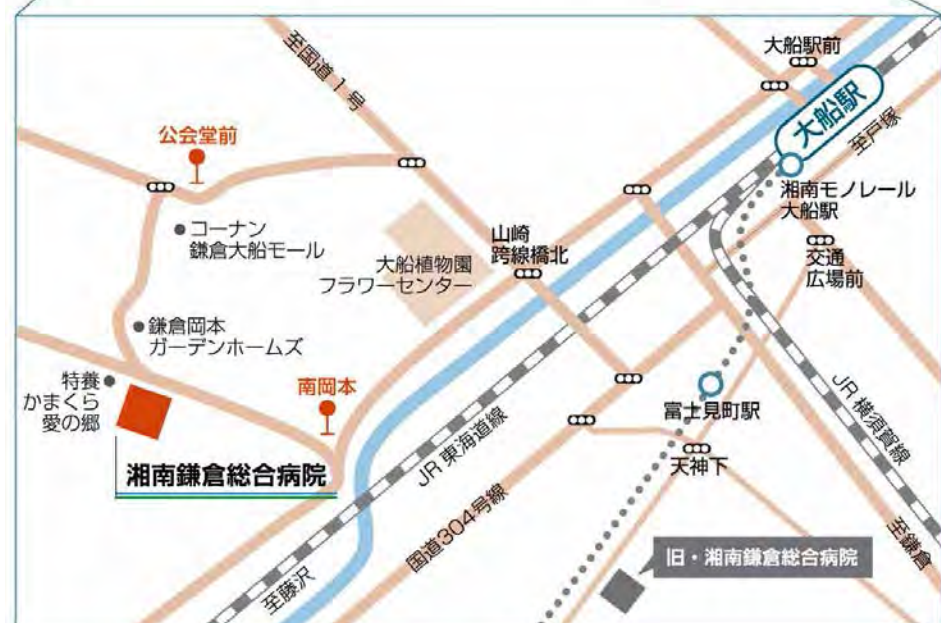 至国道1号
大船駅前
大船駅
至戸塚
公会堂前
湘南モノレール
大船駅
コーナン
鎌倉大船モール
山崎
跨線橋北
大船植物園
フラワーセンター
交通
広場前
鎌倉岡本
ガーデンホームズ
特養
かまくら
愛の郷
南岡本
富士見町駅
JR 横須賀線
JR 東海道線
天神下
湘南鎌倉総合病院
国道304号線
至鎌倉
旧・湘南鎌倉総合病院
至藤沢